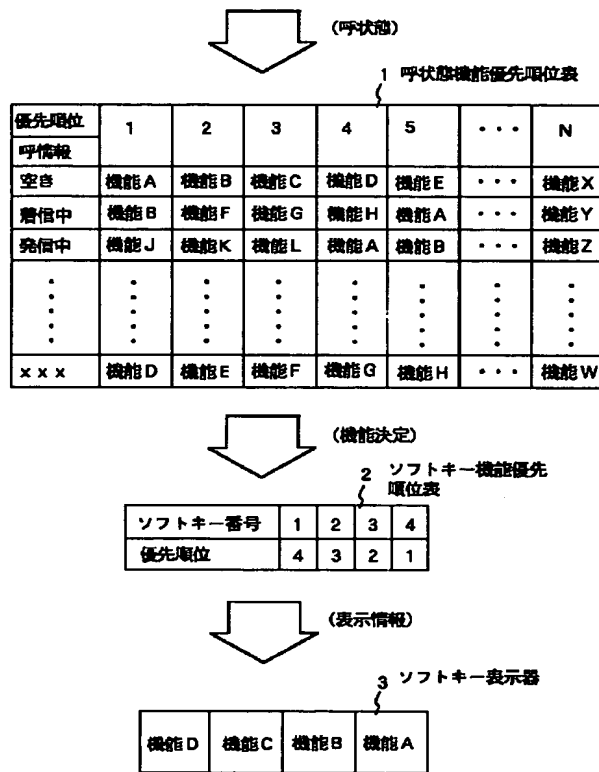 (呼状態)
1 呼状態機能優先順位表
優先順位 1 2 3 4 5 ・・・ N
呼情報
空き 機能A 機能B 機能C 機能D 機能E ・・・ 機能X
着信中 機能B 機能F 機能G 機能H 機能A ・・・ 機能Y
発信中 機能J 機能K 機能L 機能A 機能B ・・・ 機能Z
××× 機能D 機能E 機能F 機能G 機能H ・・・ 機能W
(機能決定)
2 ソフトキー機能優先
順位表
ソフトキー番号 1 2 3 4
優先順位 4 3 2 1
(表示情報)
3 ソフトキー表示器
機能D 機能C 機能B 機能A